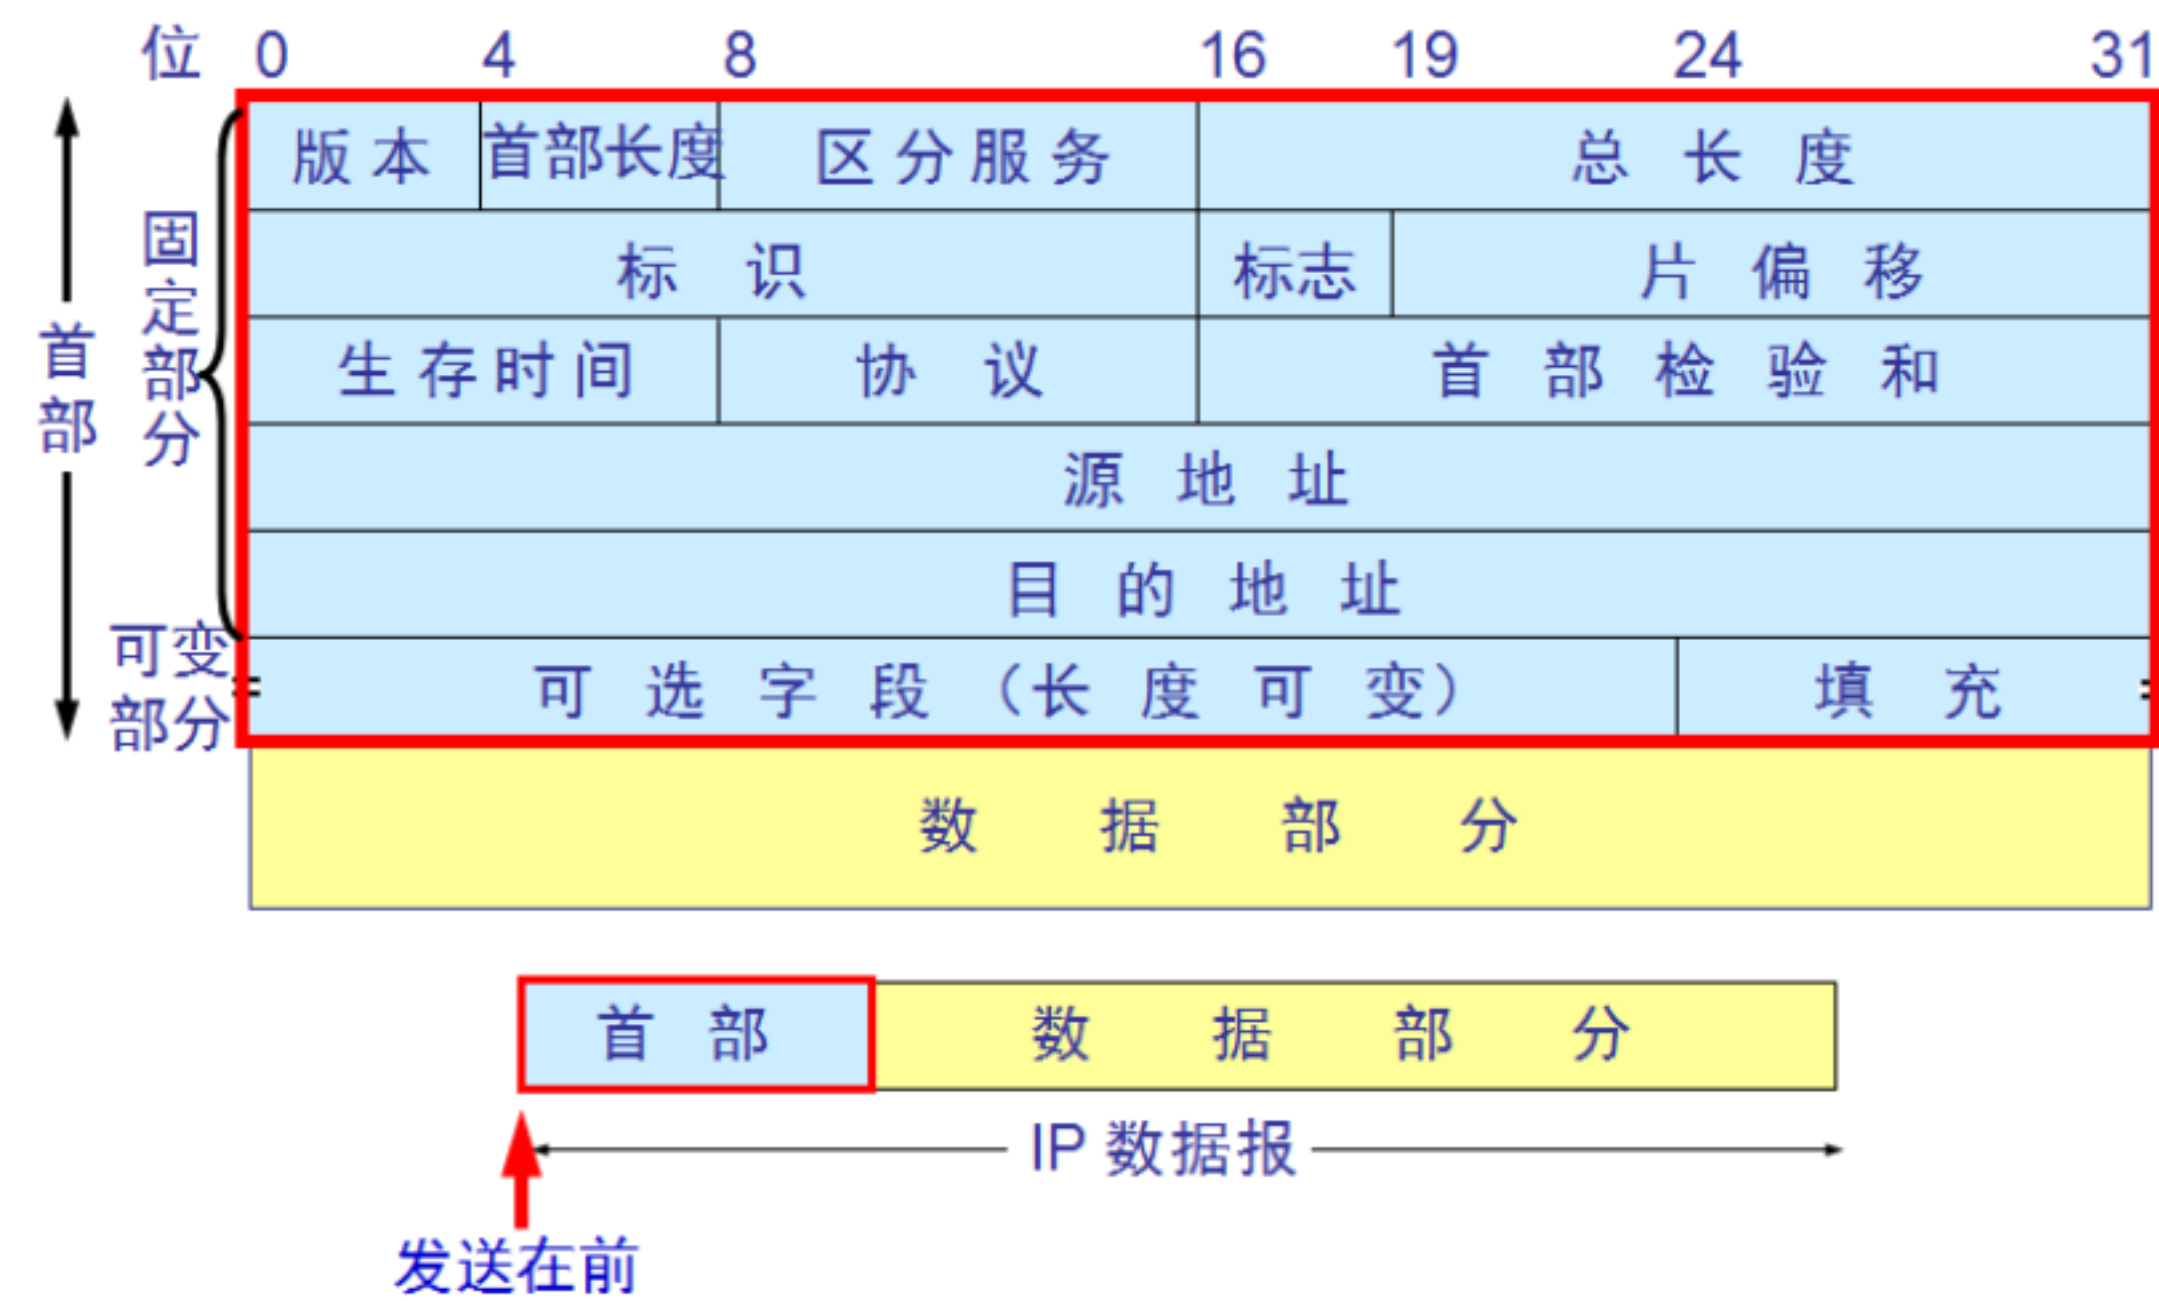 位 0 4 8 16 19 24 31
版本 首部长度 区分服务 总长度
标识 标志 片偏移
生存时间 协议 首部检验和
源地址
目的地址
可选字段（长度可变） 填充
首部
固定部分
可变部分
数据部分
首部 数据部分
IP 数据报
发送在前